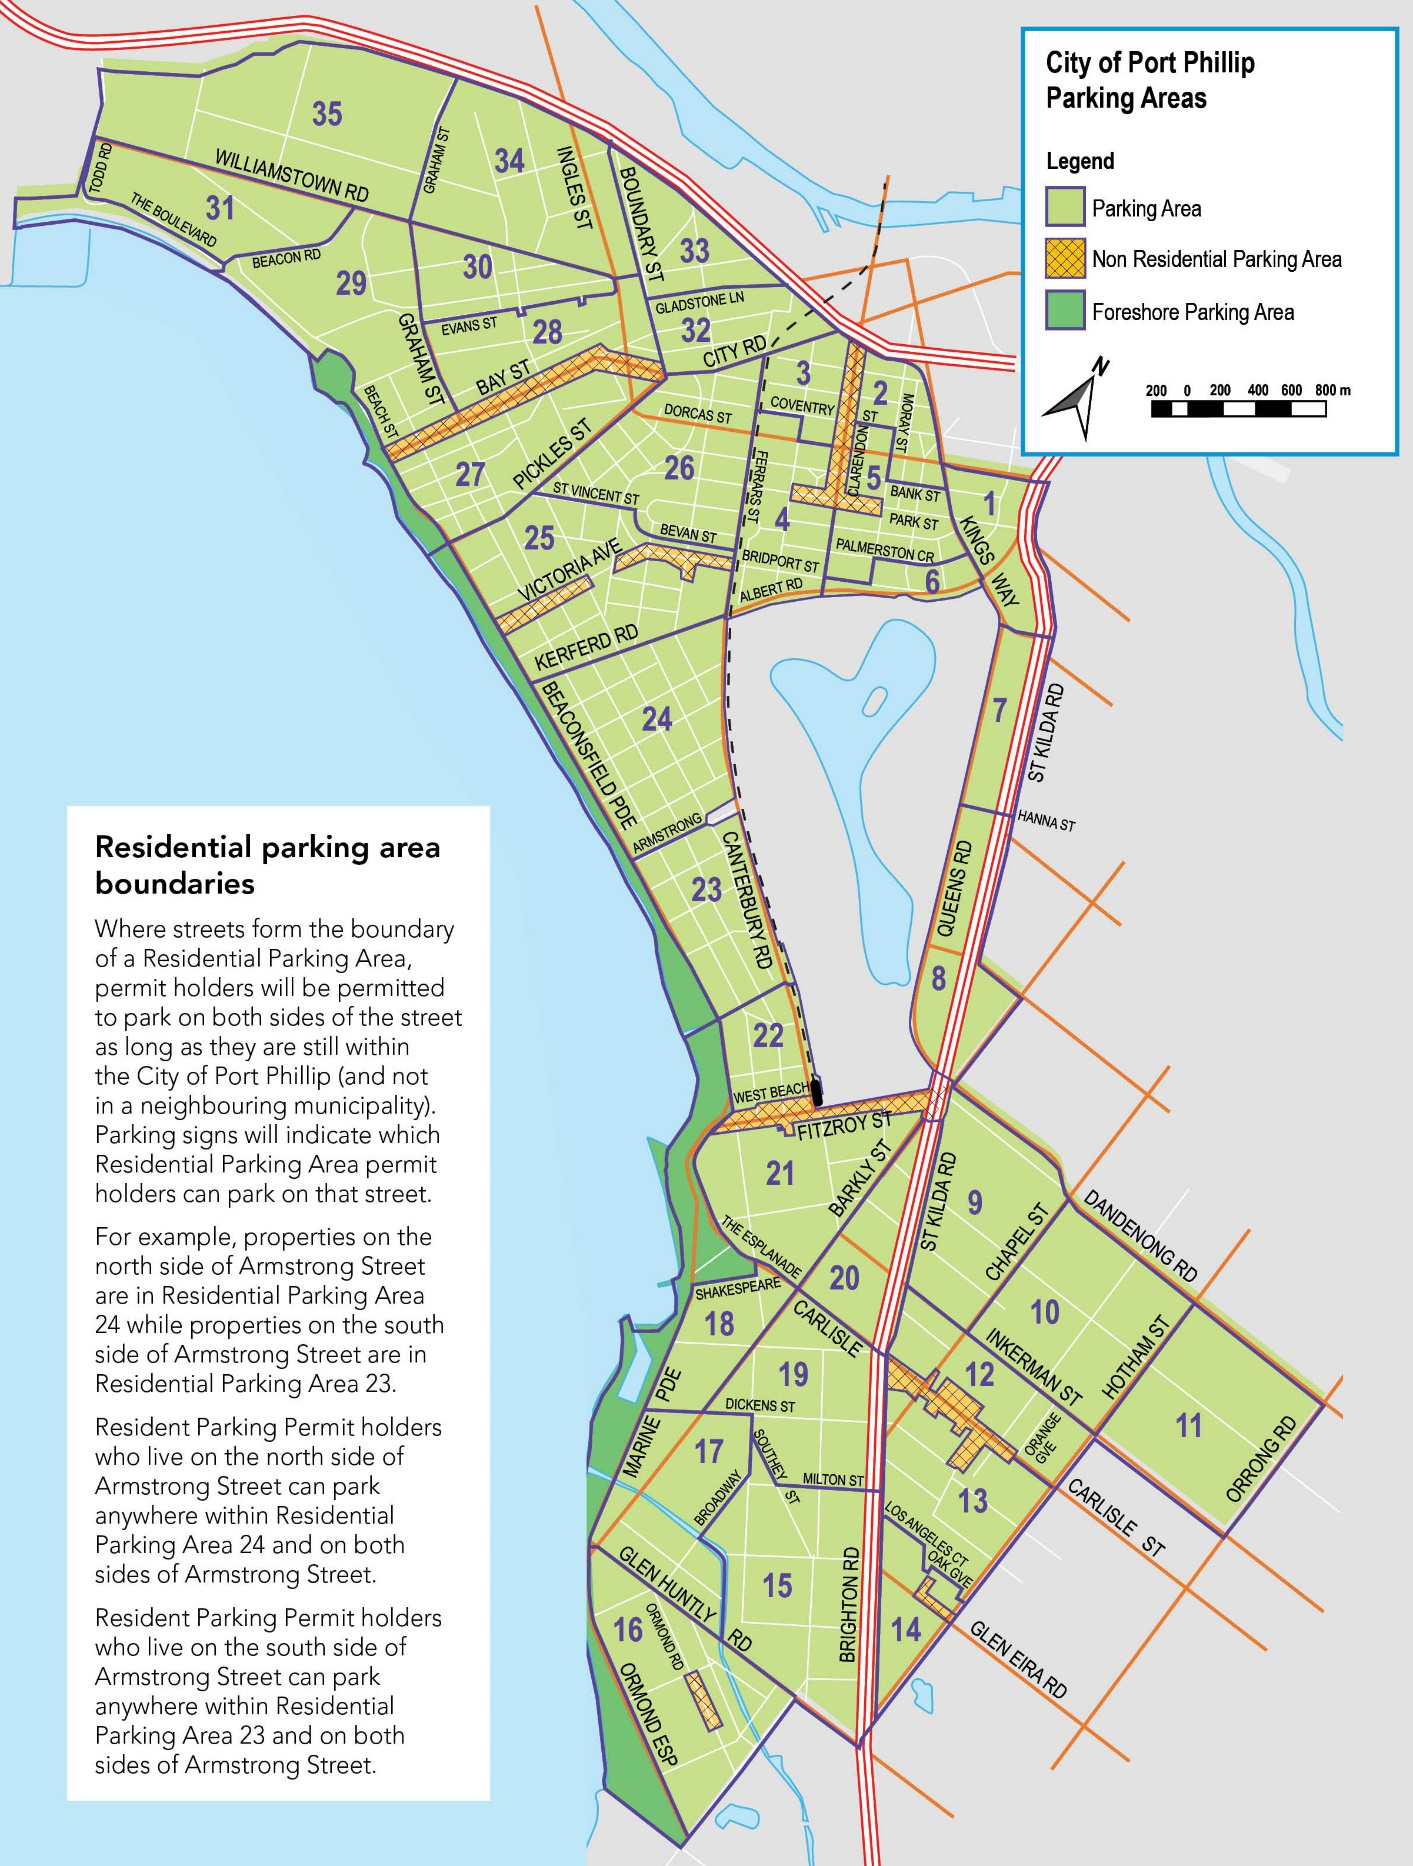 City of Port Phillip
Parking Areas
Legend
Parking Area
Non Residential Parking Area
Foreshore Parking Area
N
200 0 200 400 600 800 m
35
34
INGLES ST
GRAHAM ST
WILLIAMSTOWN RD
TODD RD
31
THE BOULEVARD
BEACON RD
BOUNDARY ST
33
30
29
GLADSTONE LN
32
CITY RD
EVANS ST
28
GRAHAM ST
BAY ST
BEACH ST
3
2
COVENTRY
ST
MORAY ST
DORCAS ST
CLARENDON
PICKLES ST
27
26
FERRARS ST
5
BANK ST
1
ST VINCENT ST
4
PARK ST
KINGS
WAY
25
BEVAN ST
BRIDPORT ST
PALMERSTON CR
6
VICTORIA AVE
ALBERT RD
KERFERD RD
BEACONSFIELD PDE
24
7
ST KILDA RD
HANNA ST
ARMSTRONG
CANTERBURY RD
QUEENS RD
23
8
22
WEST BEACH
FITZROY ST
21
BARKLY ST
ST KILDA RD
9
CHAPEL ST
DANDENONG RD
THE ESPLANADE
20
SHAKESPEARE
18
CARLISLE
10
INKERMAN ST
HOTHAM ST
19
12
PDE
MARINE
DICKENS ST
ORANGE
GVE
11
ORRONG RD
17
SOUTHEY
ST
MILTON ST
BROADWAY
13
CARLISLE
ST
LOS ANGELES CT
OAK GVE
GLEN HUNTLY
RD
15
BRIGHTON RD
16
ORMOND RD
14
GLEN EIRA RD
ORMOND ESP
Residential parking area
boundaries
Where streets form the boundary
of a Residential Parking Area,
permit holders will be permitted
to park on both sides of the street
as long as they are still within
the City of Port Phillip (and not
in a neighbouring municipality).
Parking signs will indicate which
Residential Parking Area permit
holders can park on that street.
For example, properties on the
north side of Armstrong Street
are in Residential Parking Area
24 while properties on the south
side of Armstrong Street are in
Residential Parking Area 23.
Resident Parking Permit holders
who live on the north side of
Armstrong Street can park
anywhere within Residential
Parking Area 24 and on both
sides of Armstrong Street.
Resident Parking Permit holders
who live on the south side of
Armstrong Street can park
anywhere within Residential
Parking Area 23 and on both
sides of Armstrong Street.